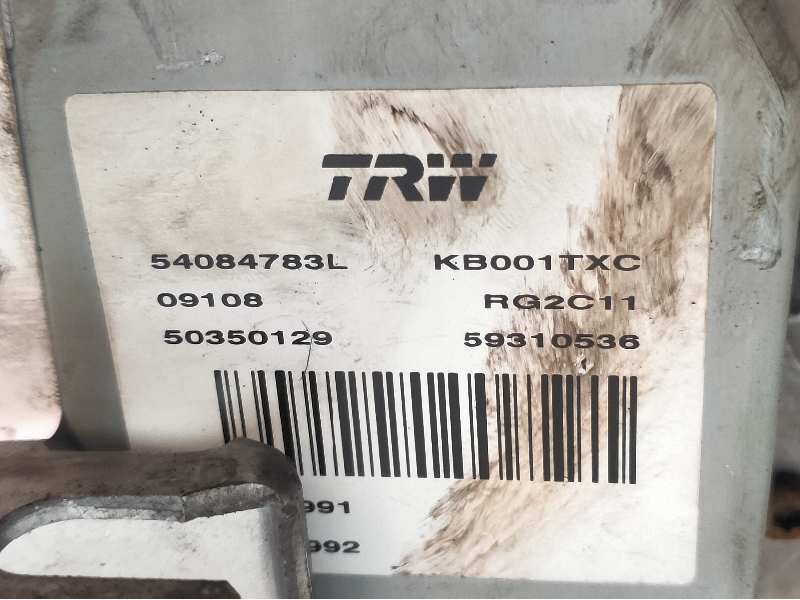 TRW
54084783L KB001TXC
09108 RG2C11
50350129 59310536
991
992